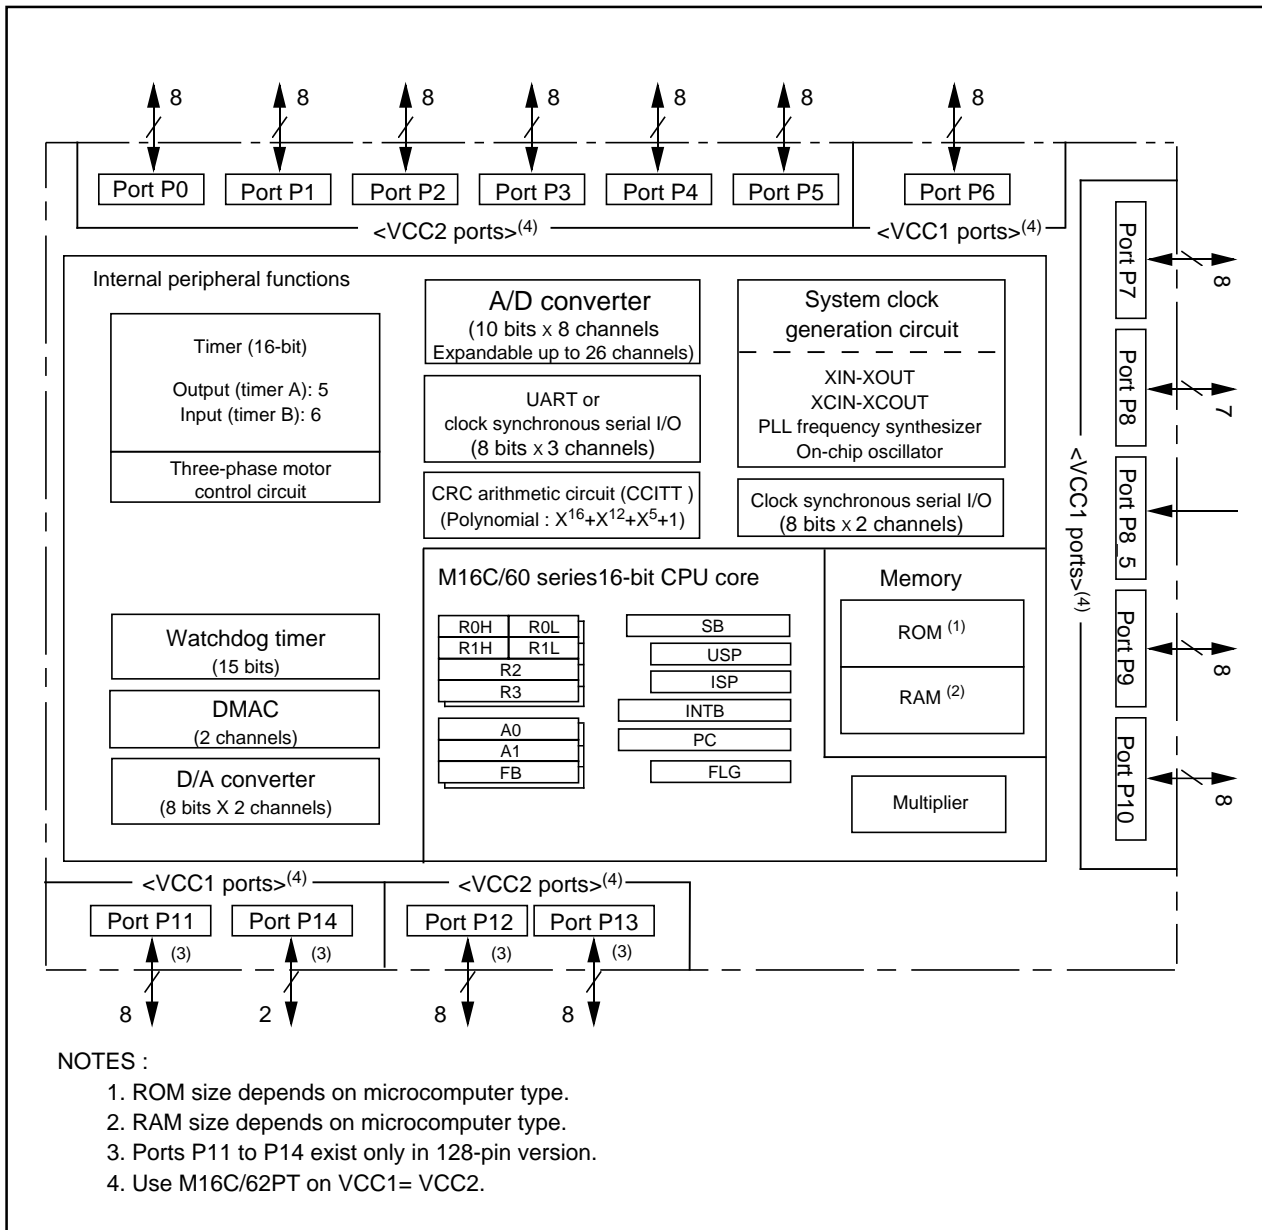 8 8 8 8 8 8 8
Port P0 Port P1 Port P2 Port P3 Port P4 Port P5 Port P6
<VCC2 ports>(4) <VCC1 ports>(4)
Internal peripheral functions
Timer (16-bit)
Output (timer A): 5
Input (timer B): 6
Three-phase motor
control circuit
Watchdog timer
(15 bits)
DMAC
(2 channels)
D/A converter
(8 bits X 2 channels)
A/D converter
(10 bits x 8 channels
Expandable up to 26 channels)
UART or
clock synchronous serial I/O
(8 bits x 3 channels)
CRC arithmetic circuit (CCITT )
(Polynomial : X16+X12+X5+1)
System clock
generation circuit
XIN-XOUT
XCIN-XCOUT
PLL frequency synthesizer
On-chip oscillator
Clock synchronous serial I/O
(8 bits x 2 channels)
M16C/60 series16-bit CPU core
R0H R0L
R1H R1L
R2
R3
A0
A1
FB
SB
USP
ISP
INTB
PC
FLG
Memory
ROM (1)
RAM (2)
Multiplier
<VCC1 ports>(4)
Port P7
8
Port P8
7
Port P8_5
Port P9
8
Port P10
8
<VCC1 ports>(4) <VCC2 ports>(4)
Port P11 Port P14 Port P12 Port P13
(3) (3) (3) (3)
8 2 8 8
NOTES :
1. ROM size depends on microcomputer type.
2. RAM size depends on microcomputer type.
3. Ports P11 to P14 exist only in 128-pin version.
4. Use M16C/62PT on VCC1= VCC2.